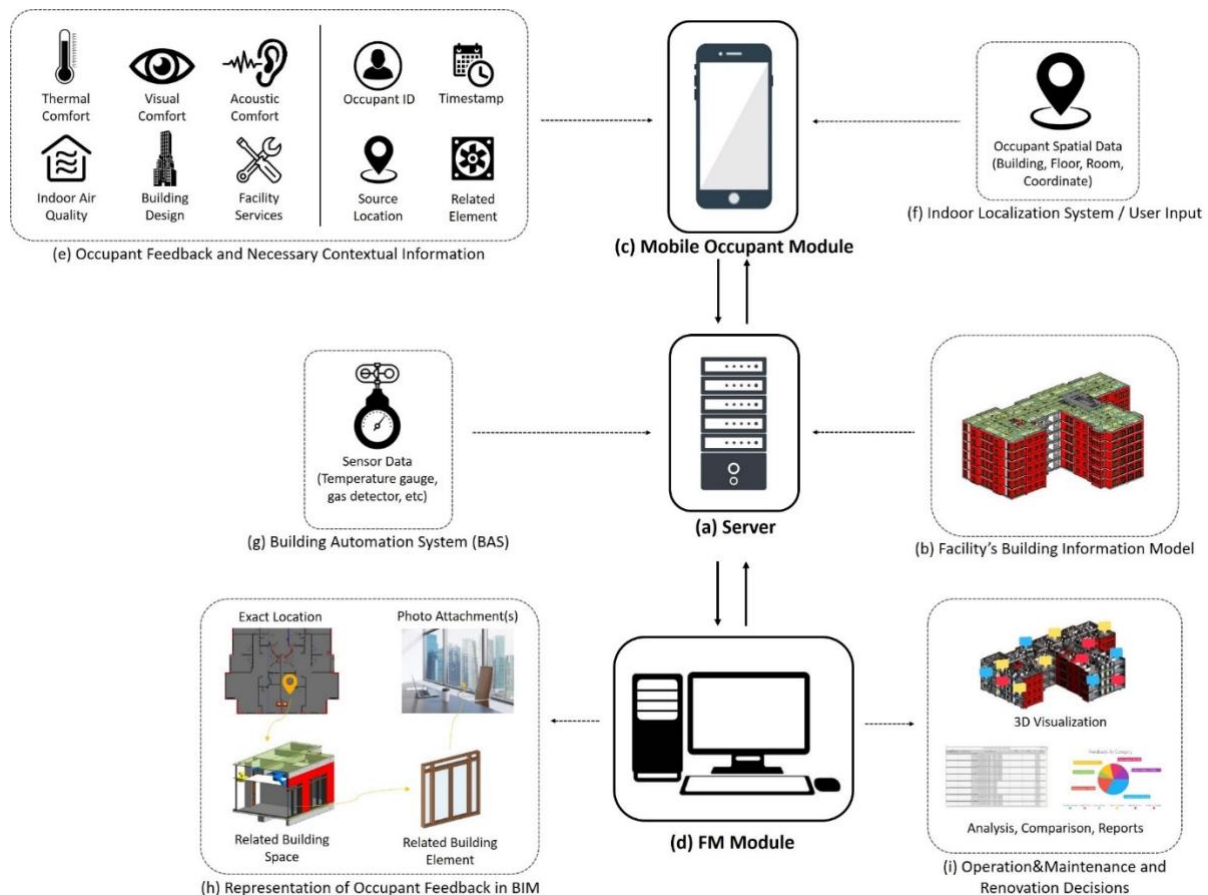 Thermal
Comfort
Visual
Comfort
Acoustic
Comfort
Occupant ID
Timestamp
Indoor Air
Quality
Building
Design
Facility
Services
Source
Location
Related
Element
(e) Occupant Feedback and Necessary Contextual Information
(c) Mobile Occupant Module
Occupant Spatial Data
(Building, Floor, Room,
Coordinate)
(f) Indoor Localization System / User Input
Sensor Data
(Temperature gauge,
gas detector, etc)
(g) Building Automation System (BAS)
(a) Server
(b) Facility's Building Information Model
Exact Location
Photo Attachment(s)
Related Building
Space
Related Building
Element
(h) Representation of Occupant Feedback in BIM
(d) FM Module
3D Visualization
Analysis, Comparison, Reports
(i) Operation&Maintenance and
Renovation Decisions